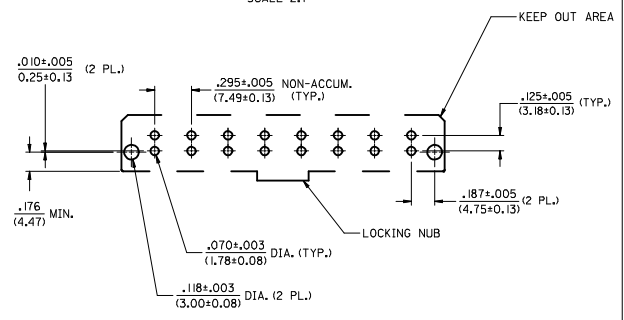 SCALE 2:1
KEEP OUT AREA
.010±.005 (2 PL.)
0.25±0.13
.295±.005 NON-ACCUM.
(7.49±0.13) (TYP.)
.125±.005 (TYP.)
(3.18±0.13)
.187±.005 (2 PL.)
(4.75±0.13)
.176 MIN.
(4.47)
LOCKING NUB
.070±.003 DIA. (TYP.)
(1.78±0.08)
.118±.003 DIA. (2 PL.)
(3.00±0.08)